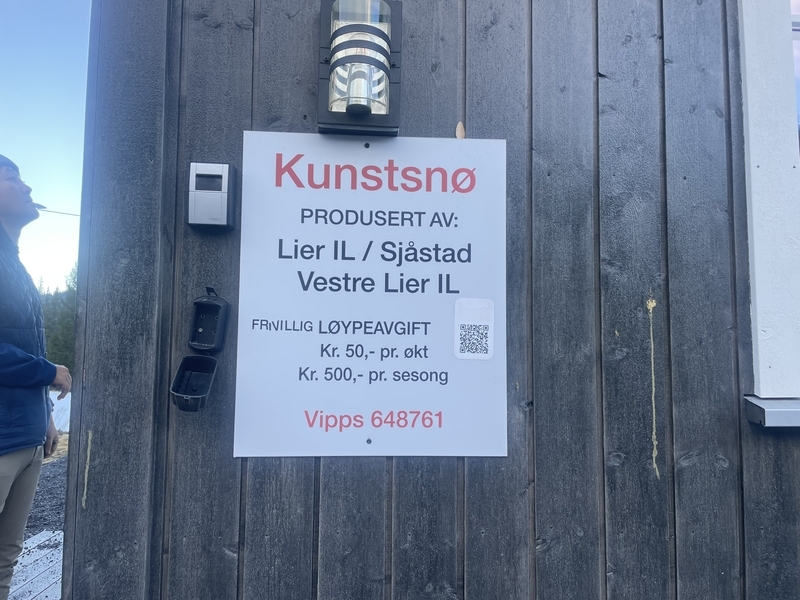 Kunstsnø
PRODUSERT AV:
Lier IL / Sjåstad
Vestre Lier IL
FRIVILLIG LØYPEAVGIFT
Kr. 50,- pr. økt
Kr. 500,- pr. sesong
Vipps 648761